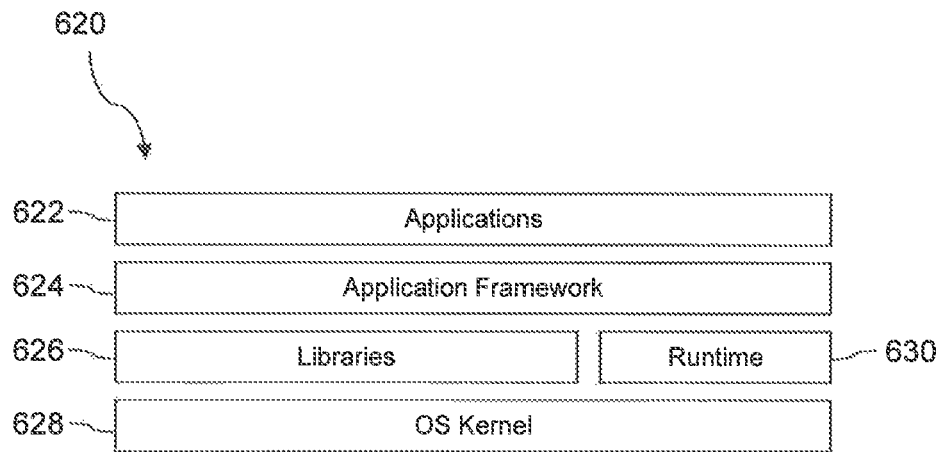 620
622 Applications
624 Application Framework
626 Libraries Runtime 630
628 OS Kernel